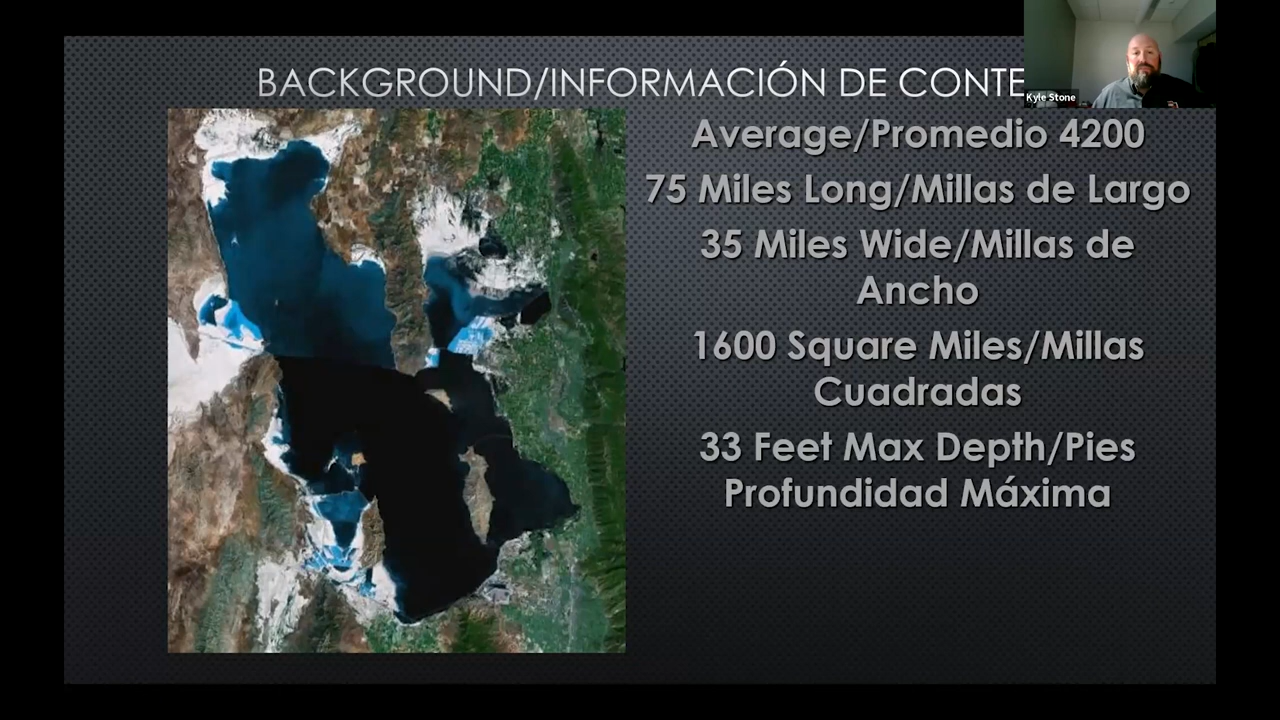 BACKGROUND/INFORMACIÓN DE CONTE
Kyle Stone
Average/Promedio 4200
75 Miles Long/Millas de Largo
35 Miles Wide/Millas de
Ancho
1600 Square Miles/Millas
Cuadradas
33 Feet Max Depth/Pies
Profundidad Máxima